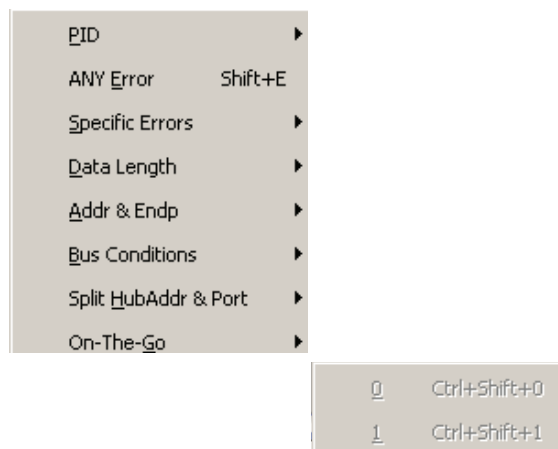 PID
ANY Error Shift+E
Specific Errors
Data Length
Addr & Endp
Bus Conditions
Split HubAddr & Port
On-The-Go
0 Ctrl+Shift+0
1 Ctrl+Shift+1